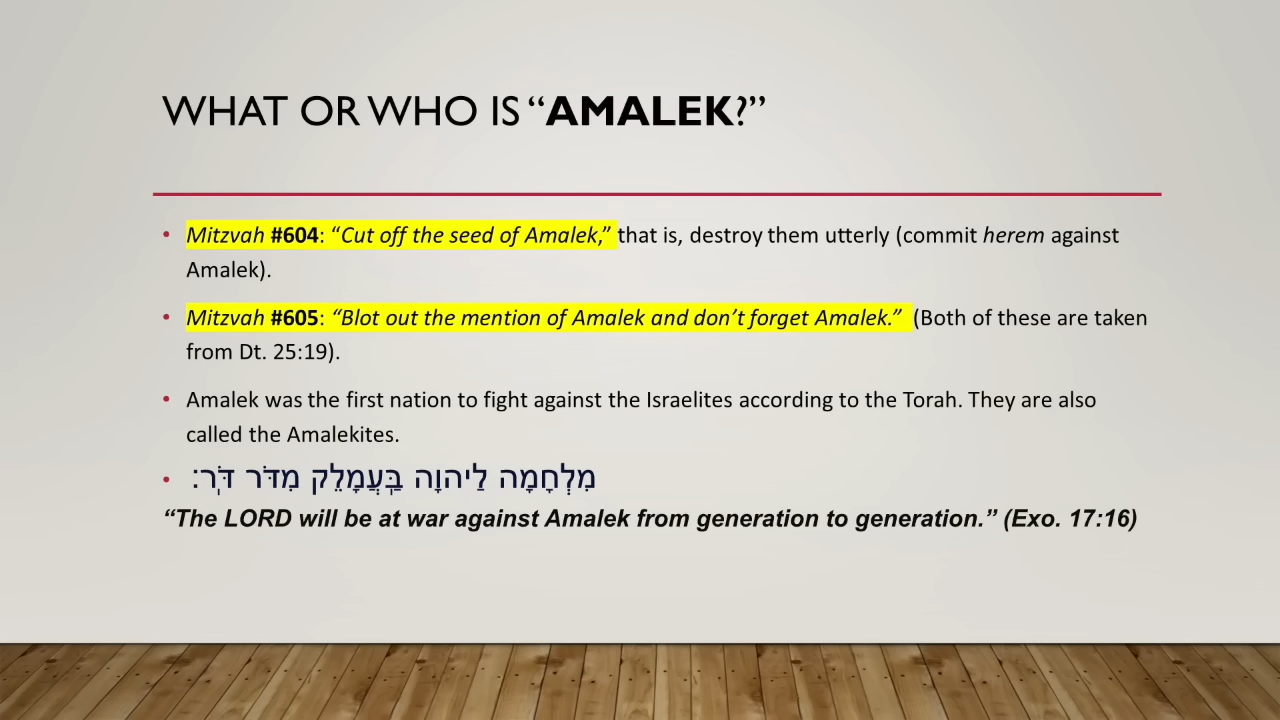 WHAT OR WHO IS “AMALEK?”
• Mitzvah #604: “Cut off the seed of Amalek,” that is, destroy them utterly (commit herem against
Amalek).
• Mitzvah #605: “Blot out the mention of Amalek and don’t forget Amalek.” (Both of these are taken
from Dt. 25:19).
• Amalek was the first nation to fight against the Israelites according to the Torah. They are also
called the Amalekites.
• מִלְחָמָה לַיהוָה בַּֽעֲמָלֵק מִדֹּר דֹּֽר׃
“The LORD will be at war against Amalek from generation to generation.” (Exo. 17:16)